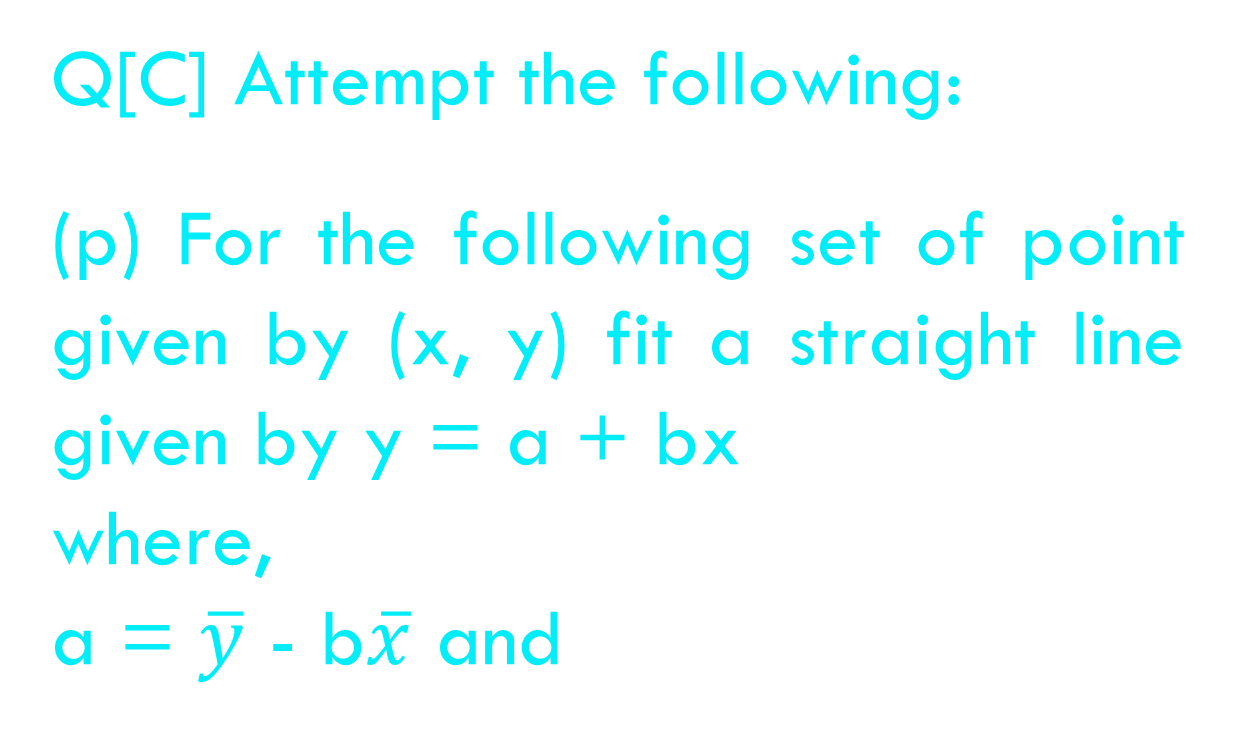 Q[C] Attempt the following:
(p) For the following set of point
given by (x, y) fit a straight line
given by y = a + bx
where,
a = y̅ - bx̅ and